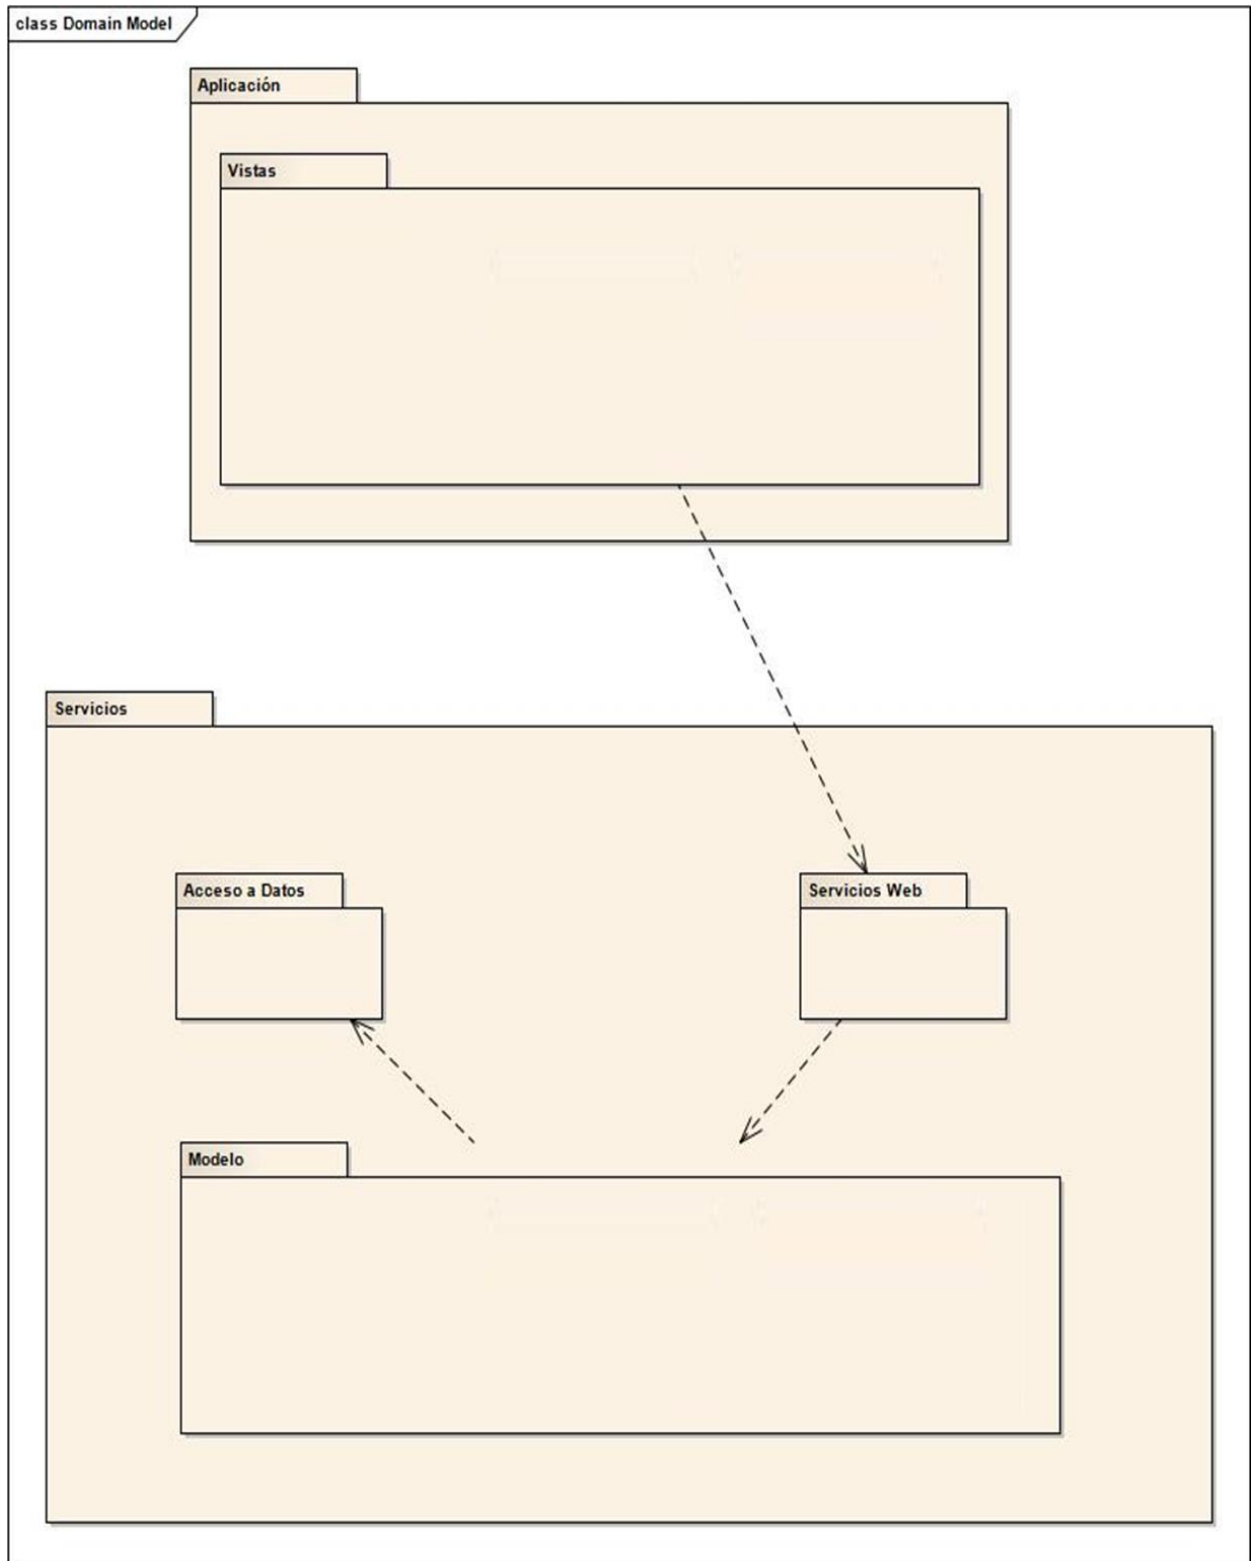 class Domain Model
Aplicación
Vistas
Servicios
Acceso a Datos
Servicios Web
Modelo